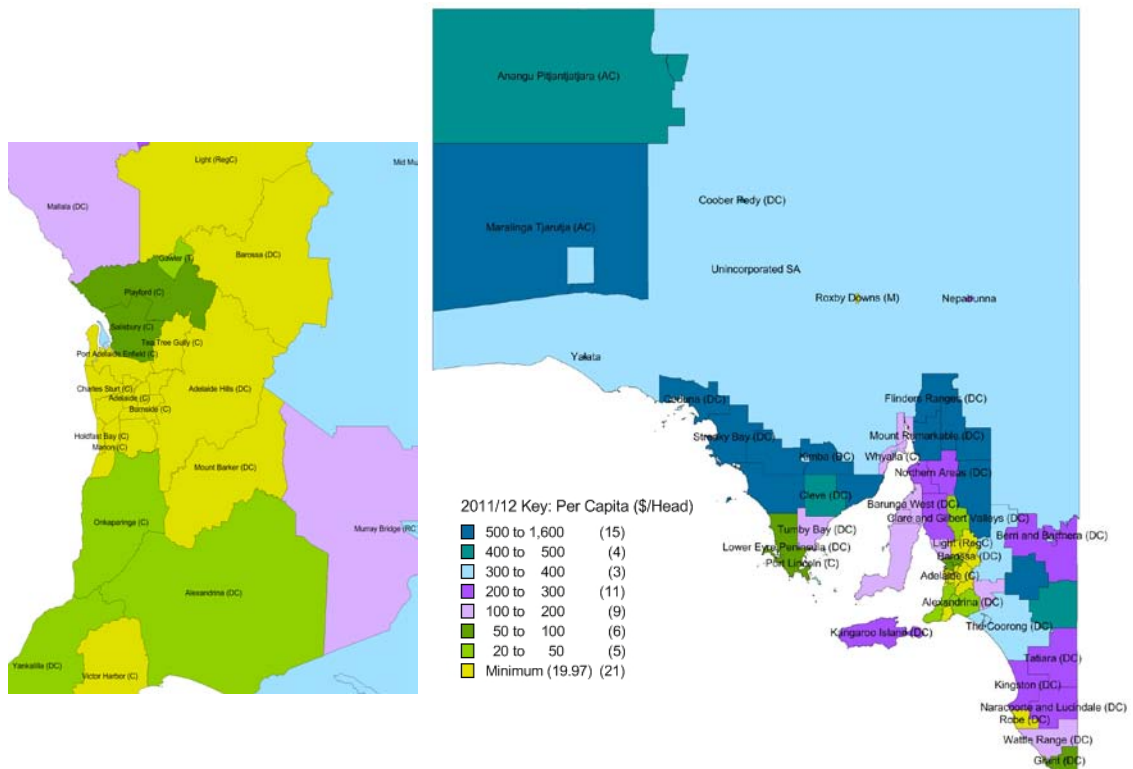 Light (RegC)
Mid Mu
Mallala (DC)
Gawler (T)
Barossa (DC)
Playford (C)
Salisbury (C)
Tea Tree Gully (C)
Port Adelaide Enfield (C)
Charles Sturt (C)
Adelaide (C)
Burnside (C)
Adelaide Hills (DC)
Holdfast Bay (C)
Marion (C)
Mount Barker (DC)
Onkaparinga (C)
Murray Bridge (RC)
Alexandrina (DC)
Yankalilla (DC)
Victor Harbor (C)
Anangu Pitjantjatjara (AC)
Coober Pedy (DC)
Maralinga Tjarutja (AC)
Unincorporated SA
Roxby Downs (M)
Nepabunna
Yalata
Ceduna (DC)
Flinders Ranges (DC)
Streaky Bay (DC)
Mount Remarkable (DC)
Kimba (DC)
Whyalla (C)
Northern Areas (DC)
Cleve (DC)
Barunga West (DC)
Clare and Gilbert Valleys (DC)
Tumby Bay (DC)
Berri and Barmera (DC)
Light (RegC)
Lower Eyre Peninsula (DC)
Barossa (DC)
Port Lincoln (C)
Adelaide (C)
Alexandrina (DC)
The Coorong (DC)
Kangaroo Island (DC)
Tatiara (DC)
Kingston (DC)
Naracoorte and Lucindale (DC)
Robe (DC)
Wattle Range (DC)
Grant (DC)
2011/12 Key: Per Capita ($/Head)
500 to 1,600 (15)
400 to 500 (4)
300 to 400 (3)
200 to 300 (11)
100 to 200 (9)
50 to 100 (6)
20 to 50 (5)
Minimum (19.97) (21)